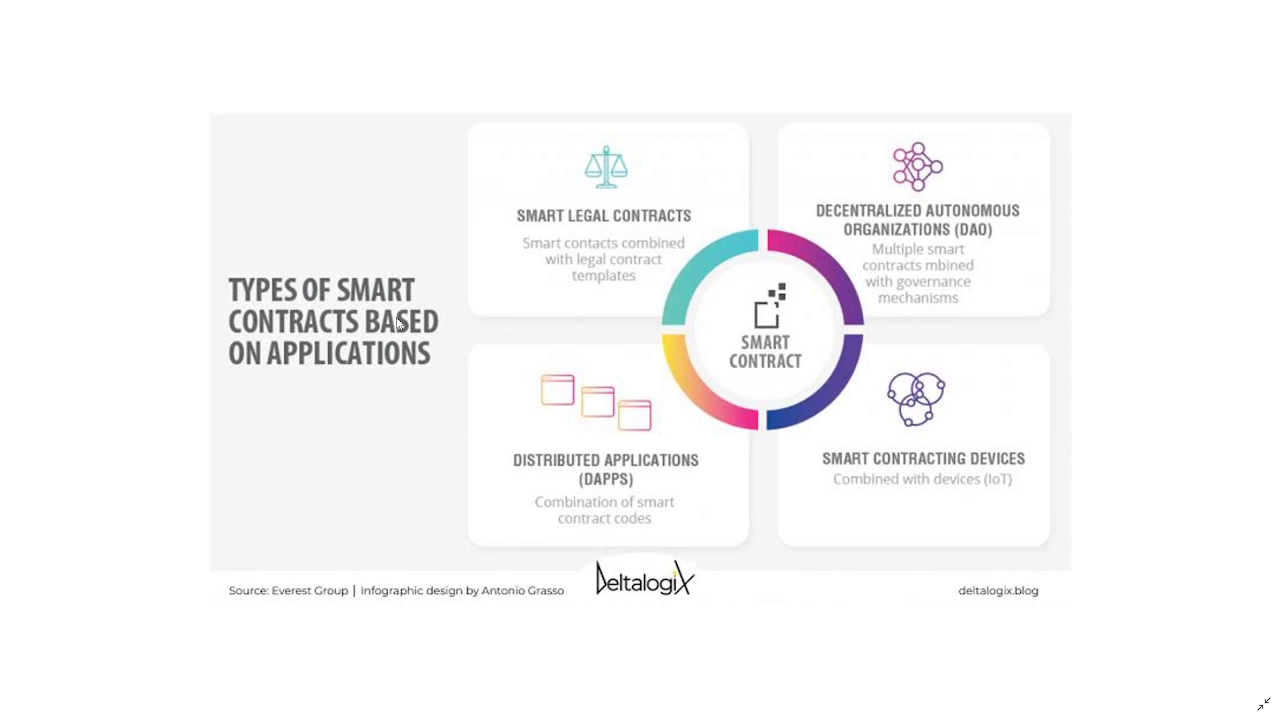 TYPES OF SMART
CONTRACTS BASED
ON APPLICATIONS
SMART LEGAL CONTRACTS
Smart contacts combined
with legal contract
templates
DECENTRALIZED AUTONOMOUS
ORGANIZATIONS (DAO)
Multiple smart
contracts mbined
with governance
mechanisms
SMART
CONTRACT
DISTRIBUTED APPLICATIONS
(DAPPS)
Combination of smart
contract codes
SMART CONTRACTING DEVICES
Combined with devices (IoT)
Source: Everest Group | Infographic design by Antonio Grasso
DeltalogiX
deltalogix.blog